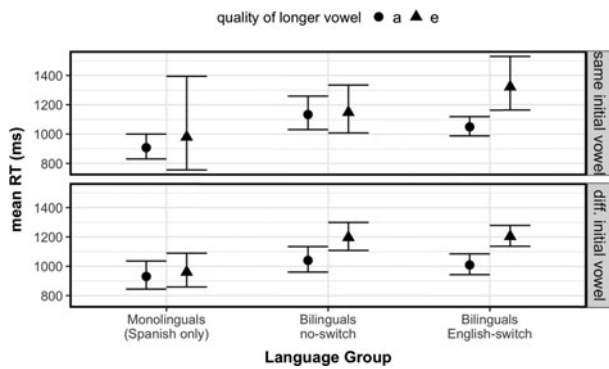 quality of longer vowel ● a ▲ e
1400
1200
1000
800
same initial vowel
1400
1200
1000
800
diff. initial vowel
mean RT (ms)
Monolinguals
(Spanish only)
Bilinguals
no-switch
Bilinguals
English-switch
Language Group